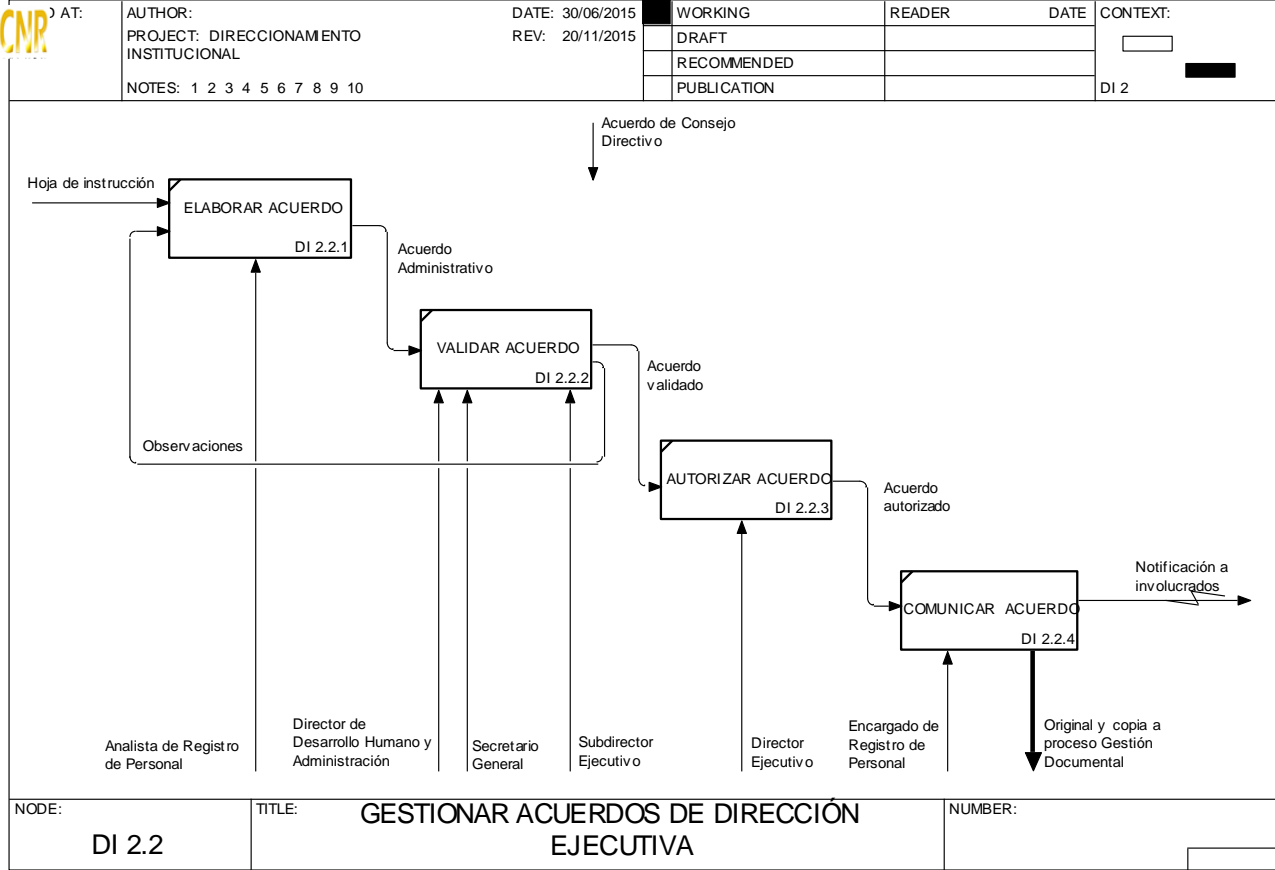 CNR
AT:
AUTHOR:
DATE: 30/06/2015
PROJECT: DIRECCIONAMIENTO
INSTITUCIONAL
REV: 20/11/2015
NOTES: 1 2 3 4 5 6 7 8 9 10
WORKING
DRAFT
RECOMMENDED
PUBLICATION
READER DATE
CONTEXT:
DI 2
Acuerdo de Consejo
Directivo
Hoja de instrucción
ELABORAR ACUERDO
DI 2.2.1
Acuerdo
Administrativo
VALIDAR ACUERDO
DI 2.2.2
Acuerdo
validado
Observaciones
AUTORIZAR ACUERDO
DI 2.2.3
Acuerdo
autorizado
COMUNICAR ACUERDO
DI 2.2.4
Notificación a
involucrados
Analista de Registro
de Personal
Director de
Desarrollo Humano y
Administración
Secretario
General
Subdirector
Ejecutivo
Director
Ejecutivo
Encargado de
Registro de
Personal
Original y copia a
proceso Gestión
Documental
NODE:
DI 2.2
TITLE:
GESTIONAR ACUERDOS DE DIRECCIÓN
EJECUTIVA
NUMBER: